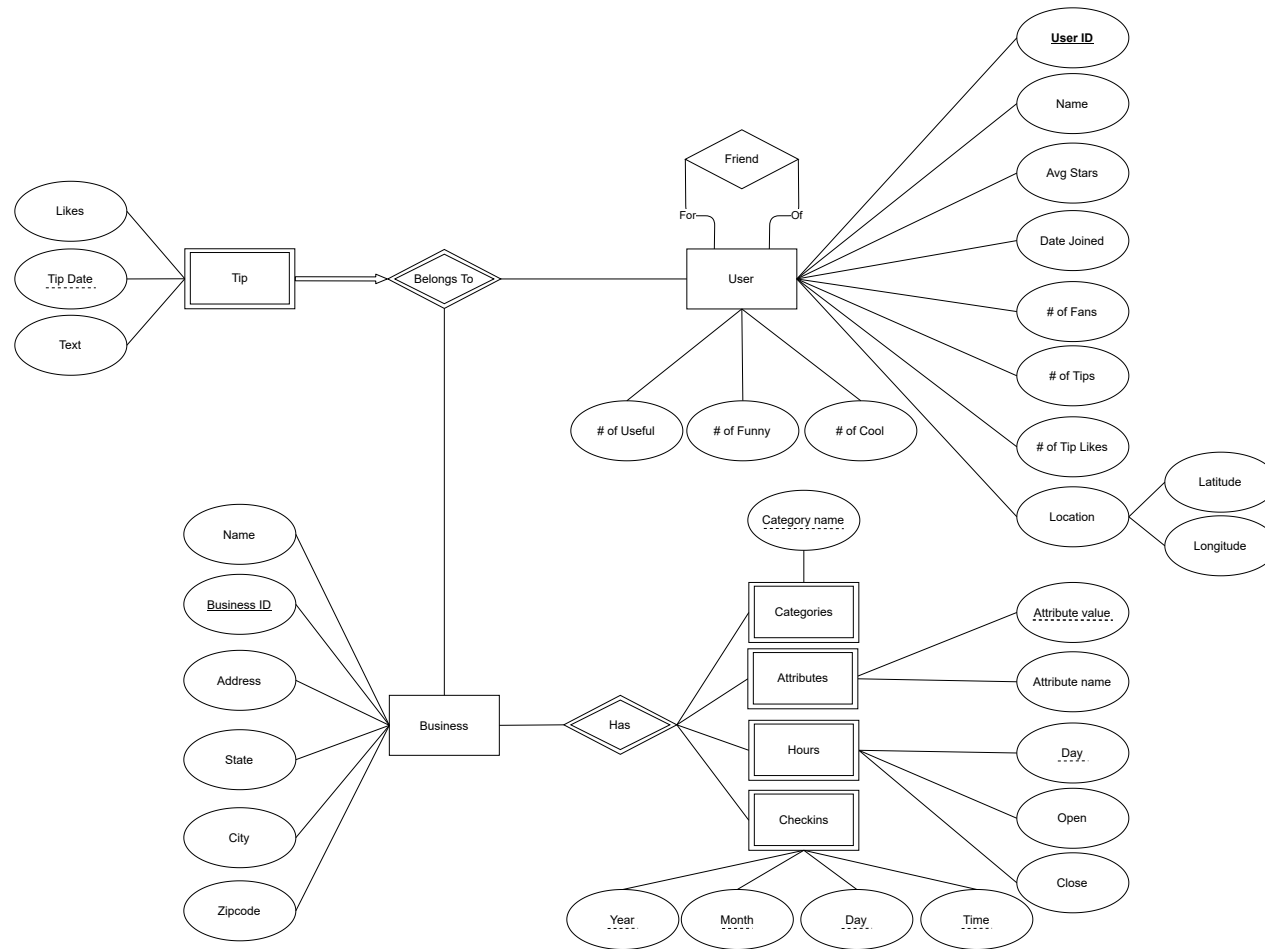 User ID
Name
Friend
Avg Stars
Likes
For
Of
Date Joined
Tip Date
Tip
Belongs To
User
# of Fans
Text
# of Tips
# of Useful
# of Funny
# of Cool
# of Tip Likes
Latitude
Category name
Location
Name
Longitude
Business ID
Categories
Attribute value
Address
Attributes
Attribute name
Business
Has
State
Hours
Day
City
Checkins
Open
Close
Zipcode
Year
Month
Day
Time